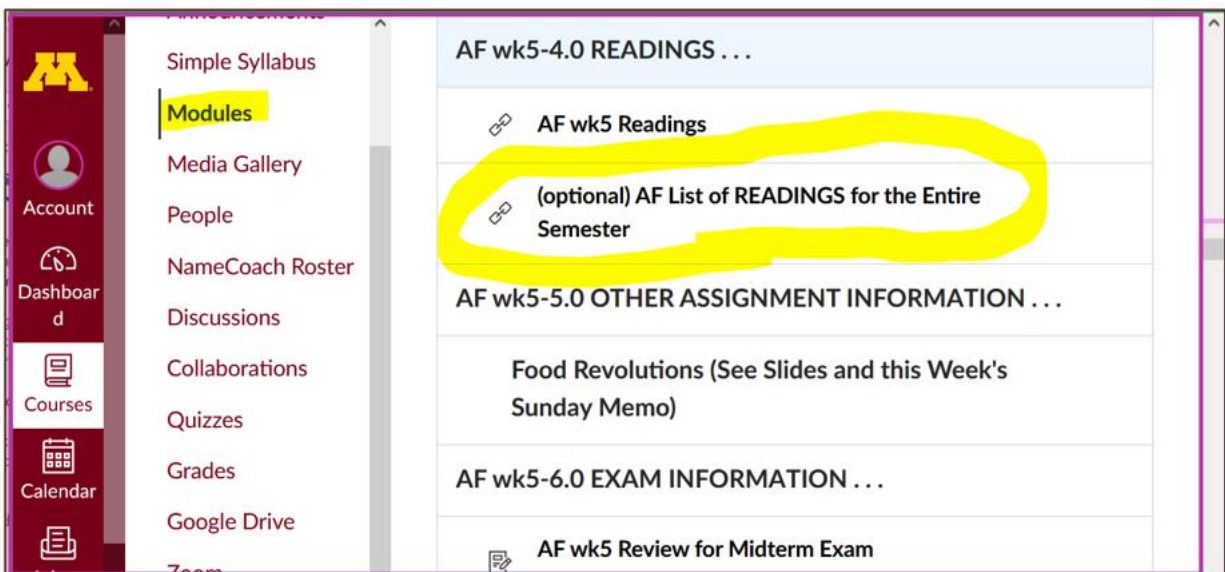 M
Account
Dashboar
d
Courses
Calendar
Announcements
Simple Syllabus
Modules
Media Gallery
People
NameCoach Roster
Discussions
Collaborations
Quizzes
Grades
Google Drive
Zoom
AF wk5-4.0 READINGS . . .
AF wk5 Readings
(optional) AF List of READINGS for the Entire
Semester
AF wk5-5.0 OTHER ASSIGNMENT INFORMATION . . .
Food Revolutions (See Slides and this Week's
Sunday Memo)
AF wk5-6.0 EXAM INFORMATION . . .
AF wk5 Review for Midterm Exam